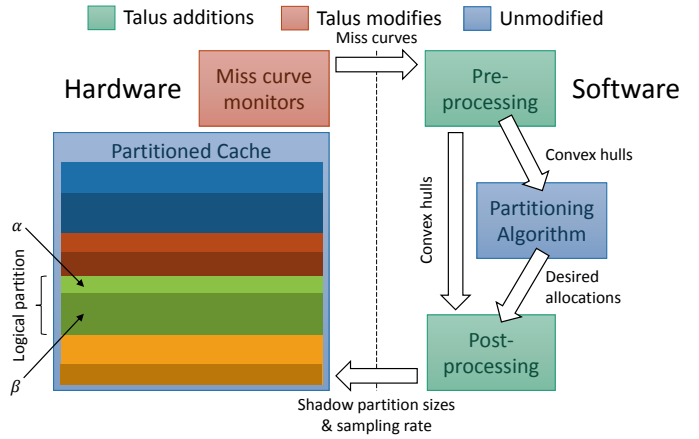 Talus additions
Talus modifies
Unmodified
Miss curves
Hardware
Miss curve
monitors
Pre-
processing
Software
Partitioned Cache
Convex hulls
Convex hulls
Partitioning
Algorithm
α
Logical partition
β
Desired
allocations
Post-
processing
Shadow partition sizes
& sampling rate